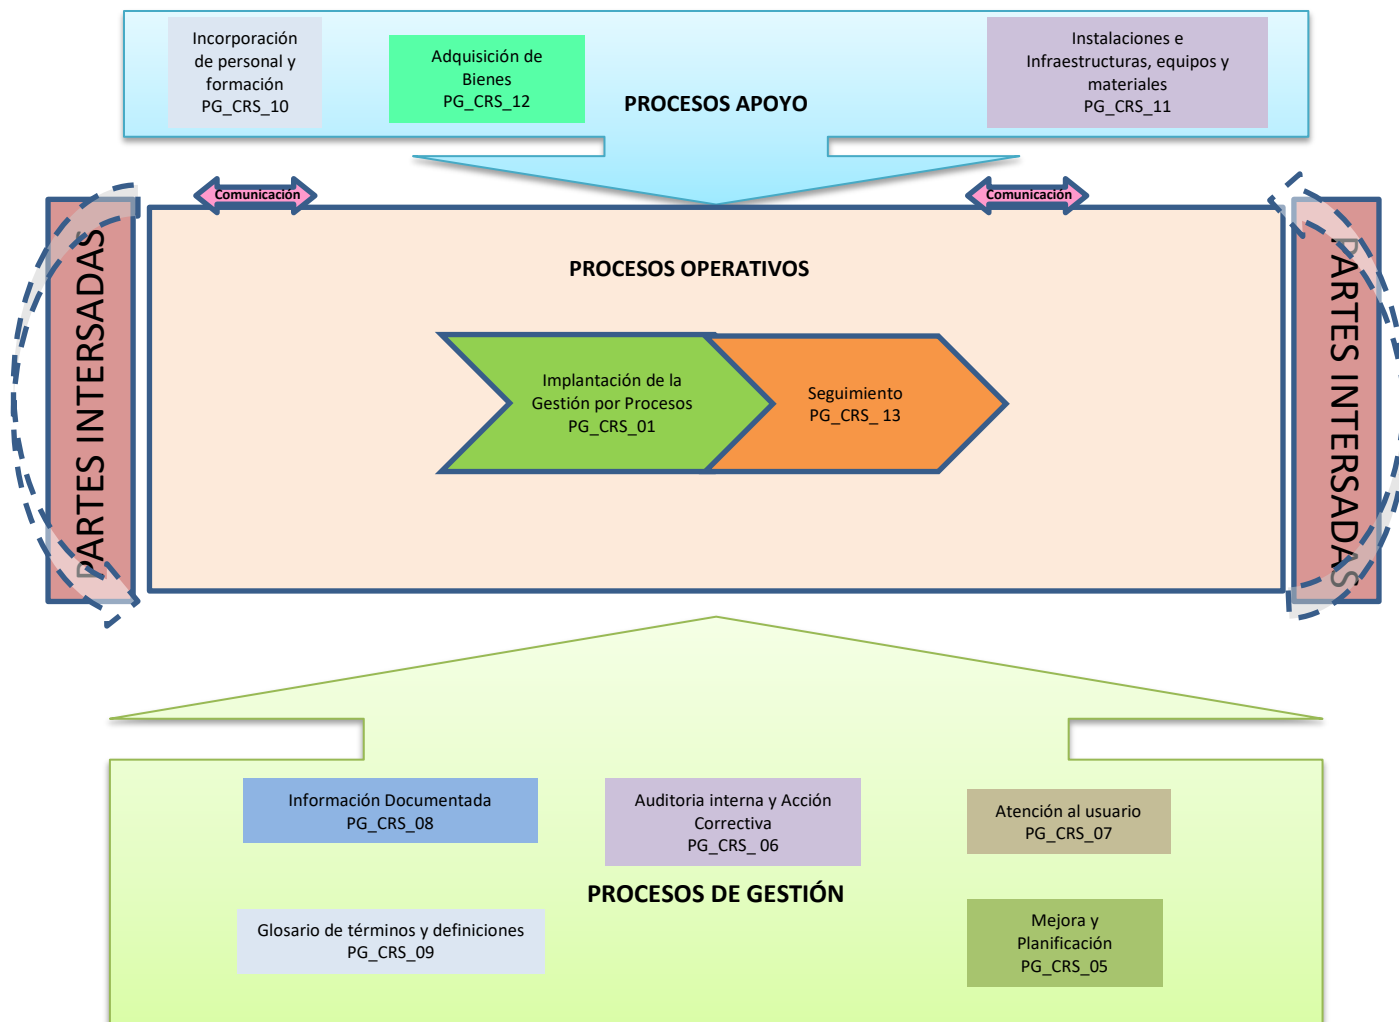 Incorporación
de personal y
formación
PG_CRS_10
Adquisición de
Bienes
PG_CRS_12
PROCESOS APOYO
Instalaciones e
Infraestructuras, equipos y
materiales
PG_CRS_11
Comunicación
Comunicación
PARTES INTERSADAS
PROCESOS OPERATIVOS
Implantación de la
Gestión por Procesos
PG_CRS_01
Seguimiento
PG_CRS_ 13
PARTES INTERSADAS
Información Documentada
PG_CRS_08
Auditoria interna y Acción
Correctiva
PG_CRS_ 06
Atención al usuario
PG_CRS_07
PROCESOS DE GESTIÓN
Glosario de términos y definiciones
PG_CRS_09
Mejora y
Planificación
PG_CRS_05